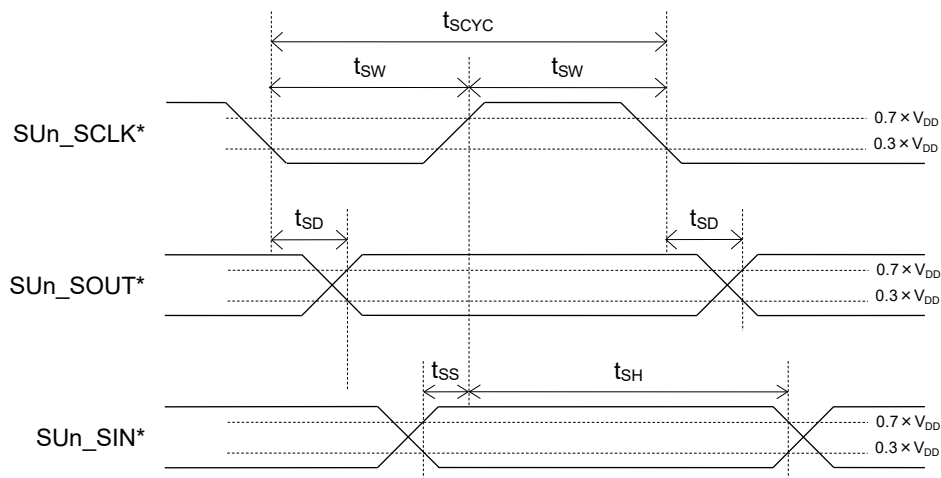 tSCYC
tSW tSW
SUn_SCLK*
0.7 × VDD
0.3 × VDD
tSD tSD
SUn_SOUT*
0.7 × VDD
0.3 × VDD
tSS tSH
SUn_SIN*
0.7 × VDD
0.3 × VDD